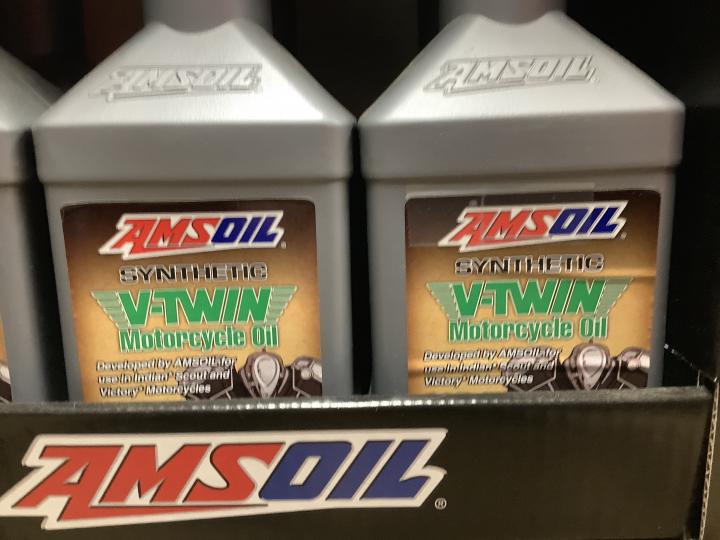 AMSOIL
AMSOIL
AMSOIL
SYNTHETIC
V-TWIN
Motorcycle Oil
Developed by AMSOIL for
use in Indian® Scout and
Victory® Motorcycles
AMSOIL
SYNTHETIC
V-TWIN
Motorcycle Oil
Developed by AMSOIL for
use in Indian® Scout and
Victory® Motorcycles
AMSOIL®